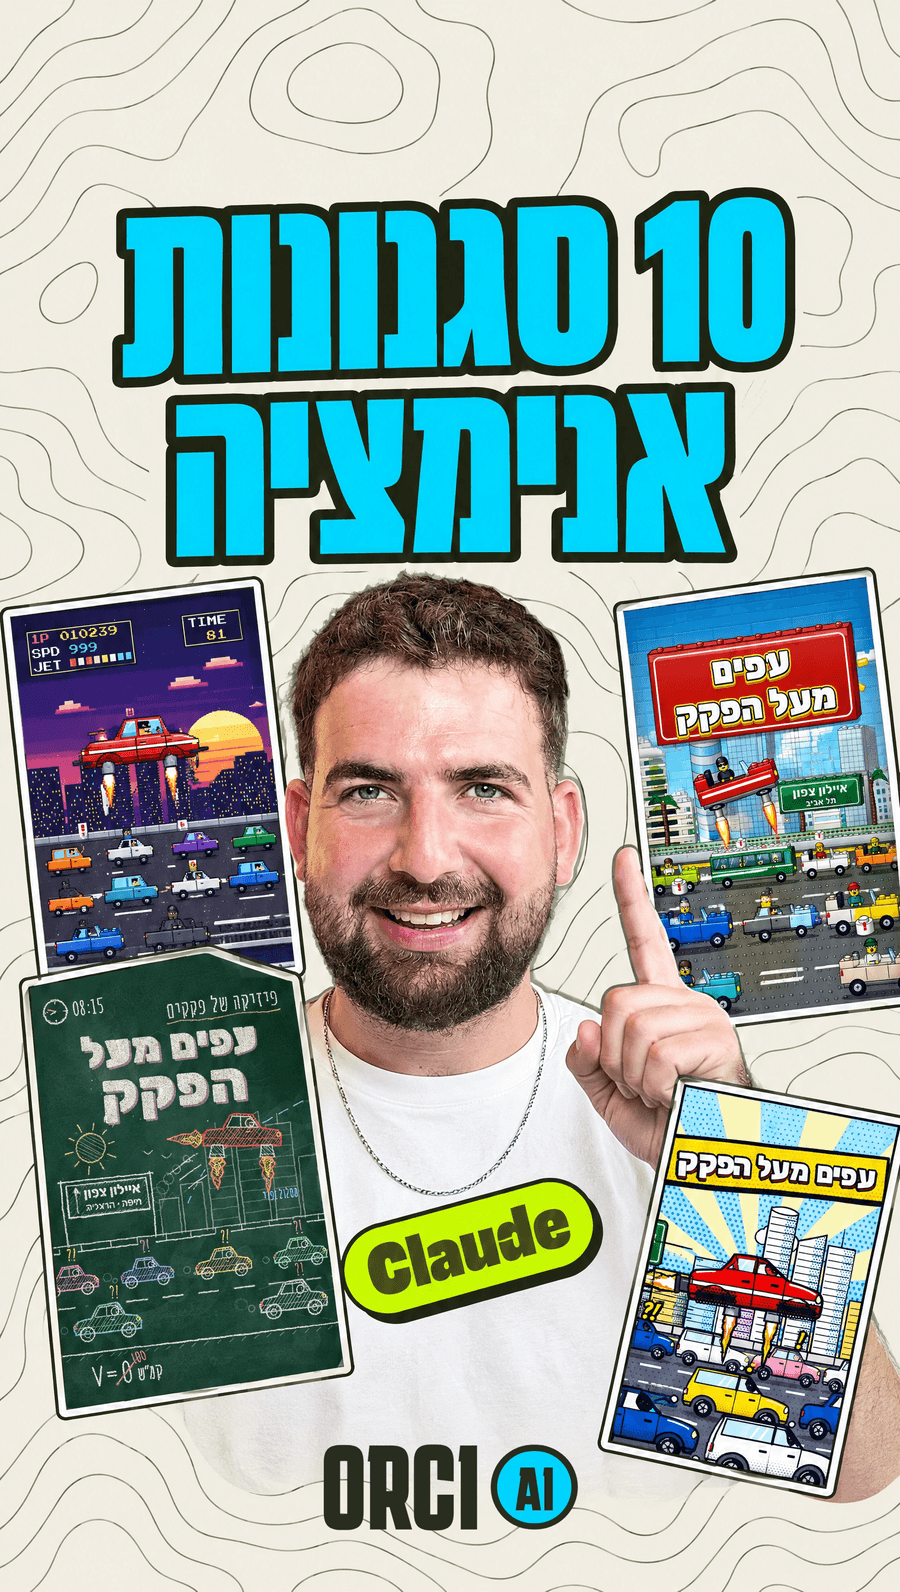 10 סגנונות
אנימציה
1P 010239
SPD 999
JET
TIME
81
עפים
מעל הפקק
איילון צפון
תל אביב
08:15
פיזיקה של פקקים
עפים מעל
הפקק
איילון צפון
חיפה · הרצליה
?!
?!
?!
?!
?!
V = 0 180 קמ"ש
עפים מעל הפקק
?!
Claude
ORCI AI